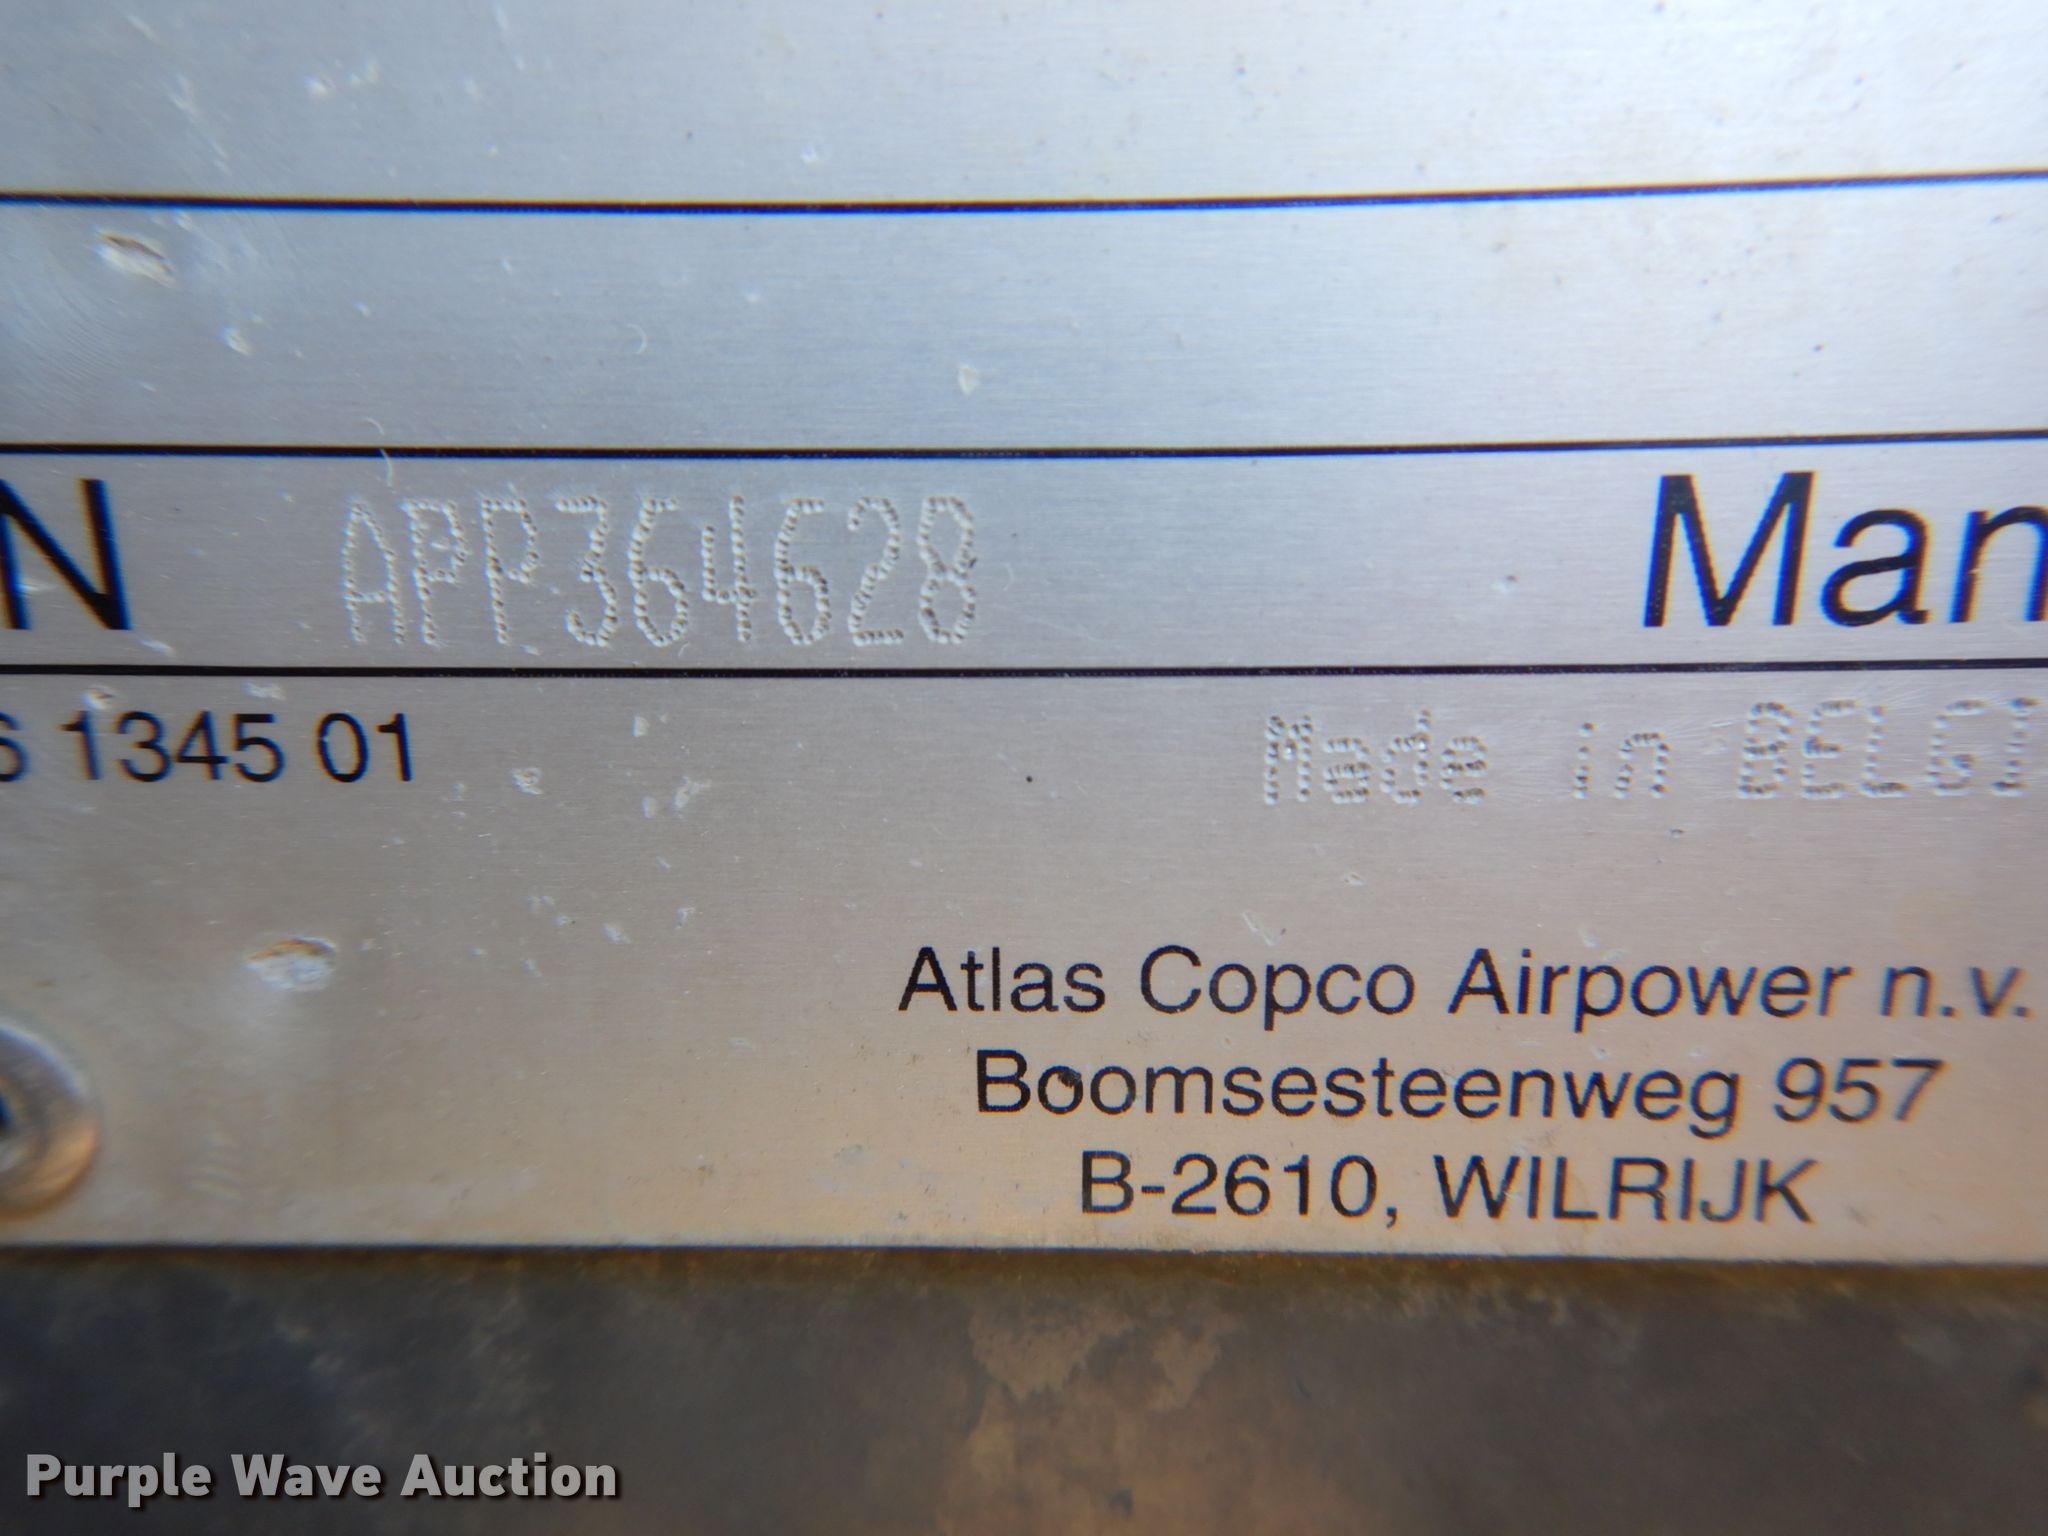 N APP364628 Man
6 1345 01 Made in BELGI
Atlas Copco Airpower n.v.
Boomsesteenweg 957
B-2610, WILRIJK
Purple Wave Auction